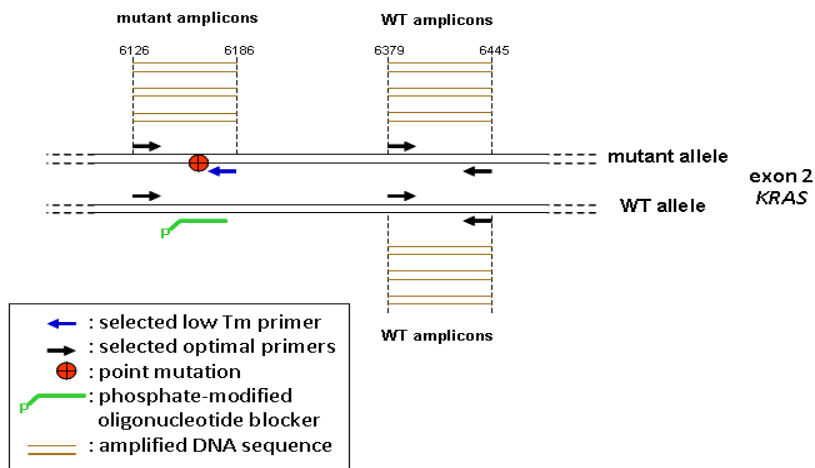 mutant amplicons
WT amplicons
6126 6186 6379 6445
mutant allele
exon 2
KRAS
WT allele
P
WT amplicons
: selected low Tm primer
: selected optimal primers
: point mutation
P : phosphate-modified
oligonucleotide blocker
: amplified DNA sequence